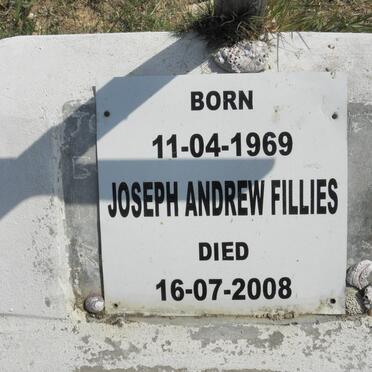 BORN
11-04-1969
JOSEPH ANDREW FILLIES
DIED
16-07-2008